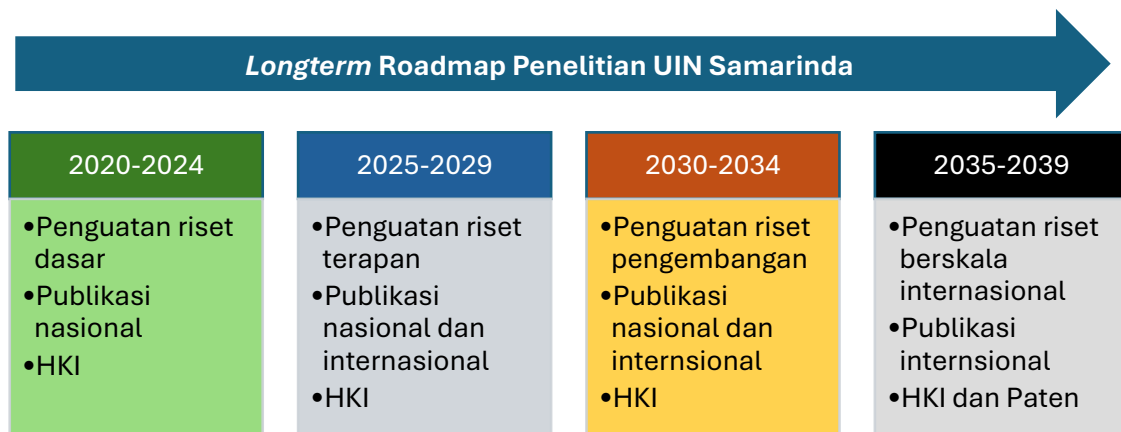 Longterm Roadmap Penelitian UIN Samarinda
2020-2024
•Penguatan riset
dasar
•Publikasi
nasional
•HKI
2025-2029
•Penguatan riset
terapan
•Publikasi
nasional dan
internasional
•HKI
2030-2034
•Penguatan riset
pengembangan
•Publikasi
nasional dan
internsional
•HKI
2035-2039
•Penguatan riset
berskala
internasional
•Publikasi
internsional
•HKI dan Paten